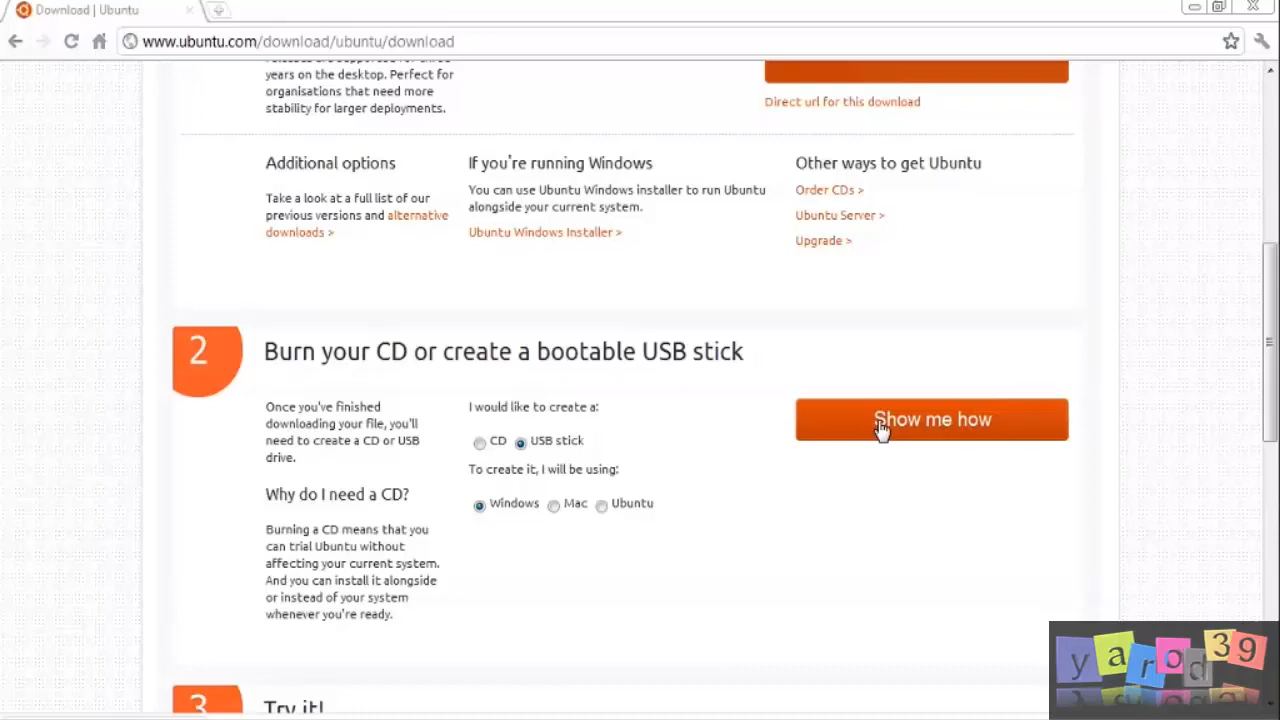 Download | Ubuntu
www.ubuntu.com/download/ubuntu/download
years on the desktop. Perfect for
organisations that need more
stability for larger deployments.
Direct url for this download
Additional options
Take a look at a full list of our
previous versions and alternative
downloads >
If you're running Windows
You can use Ubuntu Windows installer to run Ubuntu
alongside your current system.
Ubuntu Windows Installer >
Other ways to get Ubuntu
Order CDs >
Ubuntu Server >
Upgrade >
2
Burn your CD or create a bootable USB stick
Once you've finished
downloading your file, you'll
need to create a CD or USB
drive.
Why do I need a CD?
Burning a CD means that you
can trial Ubuntu without
affecting your current system.
And you can install it alongside
or instead of your system
whenever you're ready.
I would like to create a:
CD USB stick
To create it, I will be using:
Windows Mac Ubuntu
Show me how
3
Try it!
yarod39